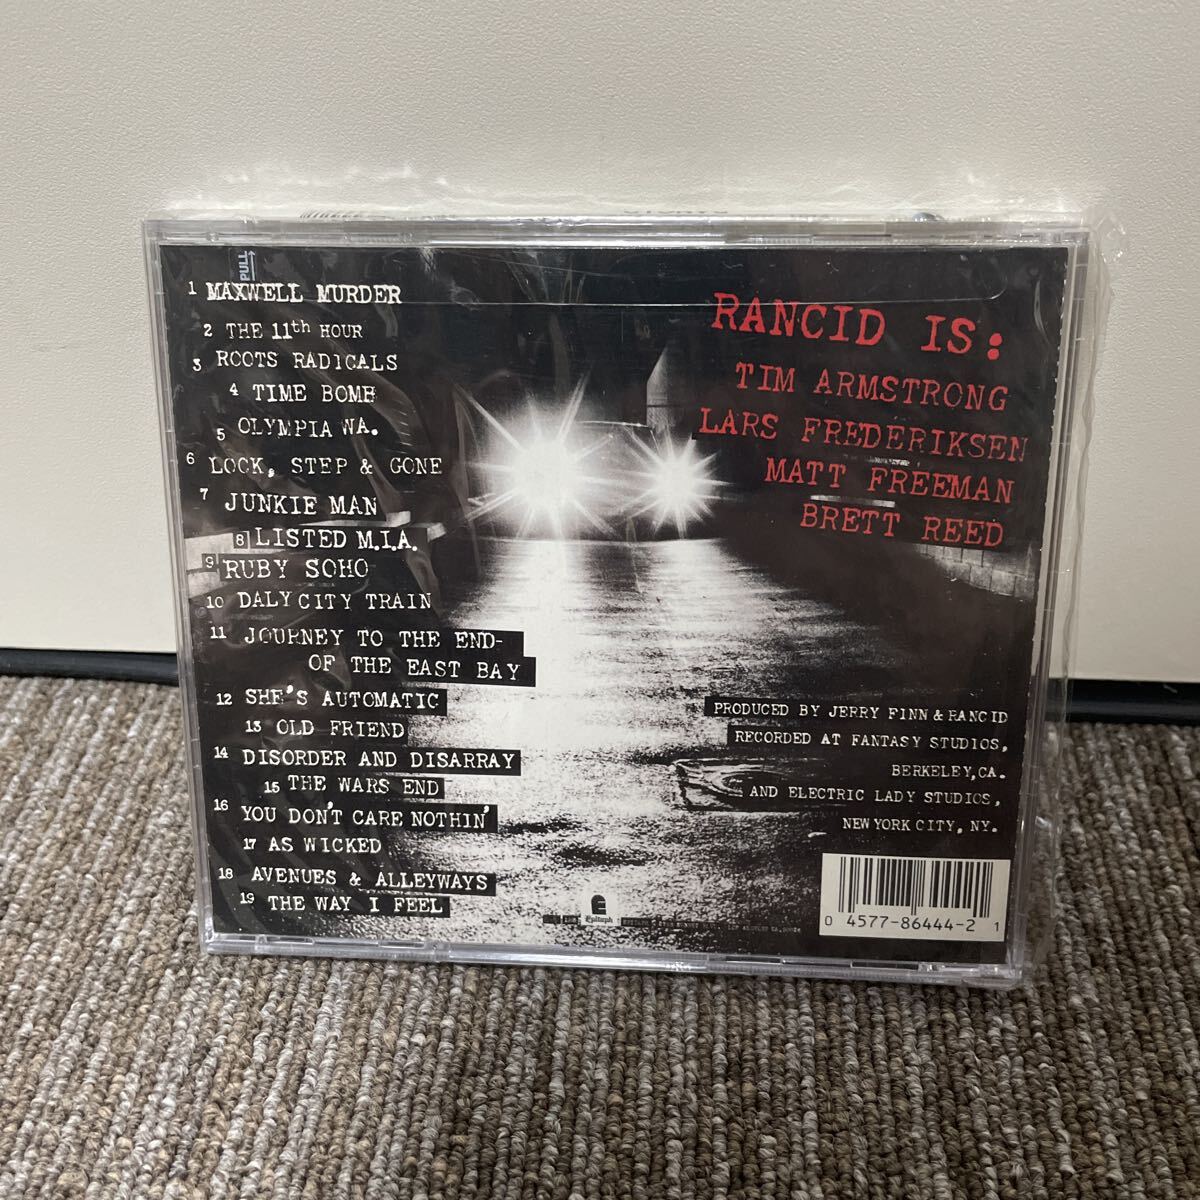 PULL
1 MAXWELL MURDER
2 THE 11th HOUR
3 ROOTS RADICALS
4 TIME BOMB
5 OLYMPIA WA.
6 LOCK, STEP & GONE
7 JUNKIE MAN
8 LISTED M.I.A.
9 RUBY SOHO
10 DALY CITY TRAIN
11 JOURNEY TO THE END-
OF THE EAST BAY
12 SHE'S AUTOMATIC
13 OLD FRIEND
14 DISORDER AND DISARRAY
15 THE WARS END
16 YOU DON'T CARE NOTHIN'
17 AS WICKED
18 AVENUES & ALLEYWAYS
19 THE WAY I FEEL
RANCID IS:
TIM ARMSTRONG
LARS FREDERIKSEN
MATT FREEMAN
BRETT REED
PRODUCED BY JERRY FINN & RANCID
RECORDED AT FANTASY STUDIOS,
BERKELEY, CA.
AND ELECTRIC LADY STUDIOS,
NEW YORK CITY, NY.
Epitaph
0 4577-86444-2 1